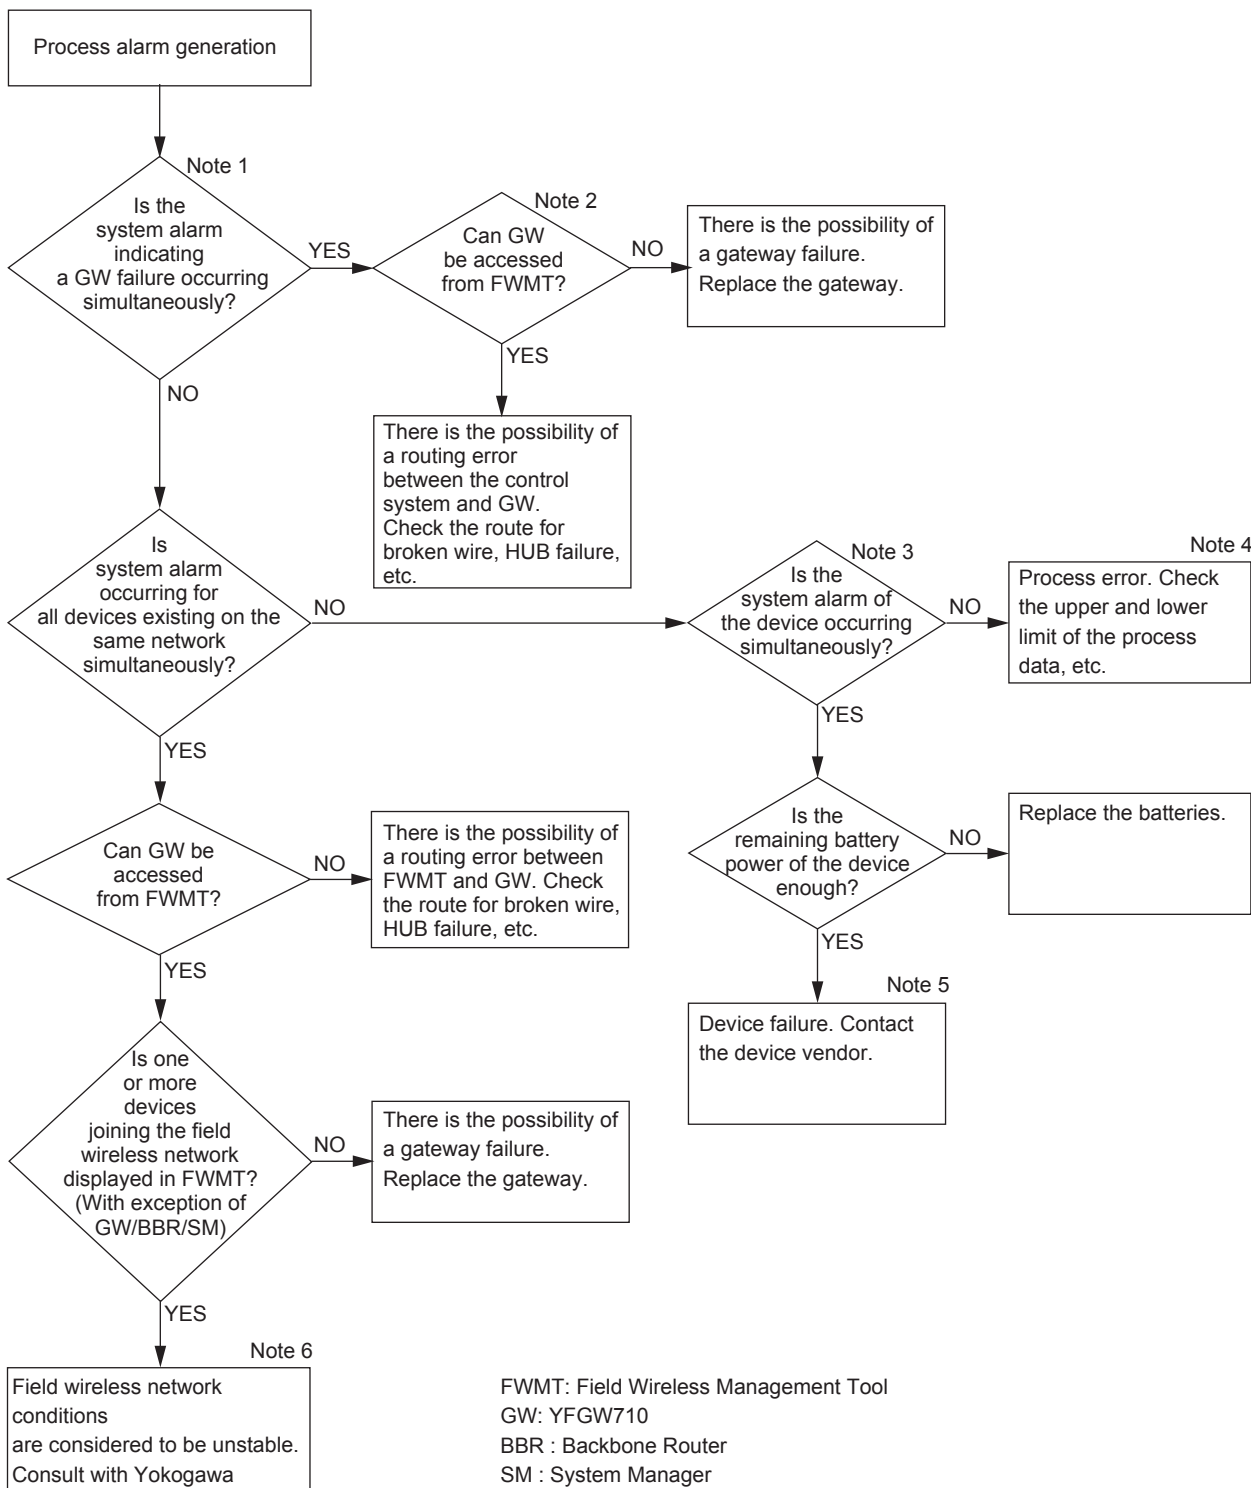 Process alarm generation
Note 1
Is the
system alarm
indicating
a GW failure occurring
simultaneously?
YES
NO
Note 2
Can GW
be accessed
from FWMT?
NO
YES
There is the possibility of
a gateway failure.
Replace the gateway.
There is the possibility of
a routing error
between the control
system and GW.
Check the route for
broken wire, HUB failure,
etc.
Is
system alarm
occurring for
all devices existing on the
same network
simultaneously?
NO
YES
Note 3
Is the
system alarm of
the device occurring
simultaneously?
NO
YES
Note 4
Process error. Check
the upper and lower
limit of the process
data, etc.
Can GW be
accessed
from FWMT?
NO
YES
There is the possibility of
a routing error between
FWMT and GW. Check
the route for broken wire,
HUB failure, etc.
Is the
remaining battery
power of the device
enough?
NO
YES
Replace the batteries.
Note 5
Device failure. Contact
the device vendor.
Is one
or more
devices
joining the field
wireless network
displayed in FWMT?
(With exception of
GW/BBR/SM)
NO
YES
There is the possibility of
a gateway failure.
Replace the gateway.
Note 6
Field wireless network
conditions
are considered to be unstable.
Consult with Yokogawa
FWMT: Field Wireless Management Tool
GW: YFGW710
BBR : Backbone Router
SM : System Manager